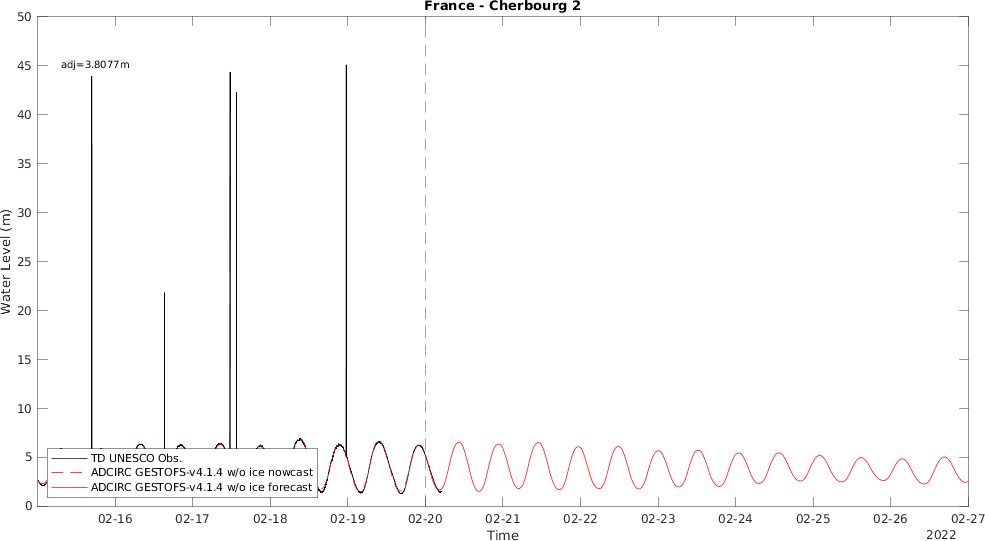 France - Cherbourg 2
adj=3.8077m
Water Level (m)
50
45
40
35
30
25
20
15
10
5
0
TD UNESCO Obs.
ADCIRC GESTOFS-v4.1.4 w/o ice nowcast
ADCIRC GESTOFS-v4.1.4 w/o ice forecast
02-16 02-17 02-18 02-19 02-20 02-21 02-22 02-23 02-24 02-25 02-26 02-27
Time
2022